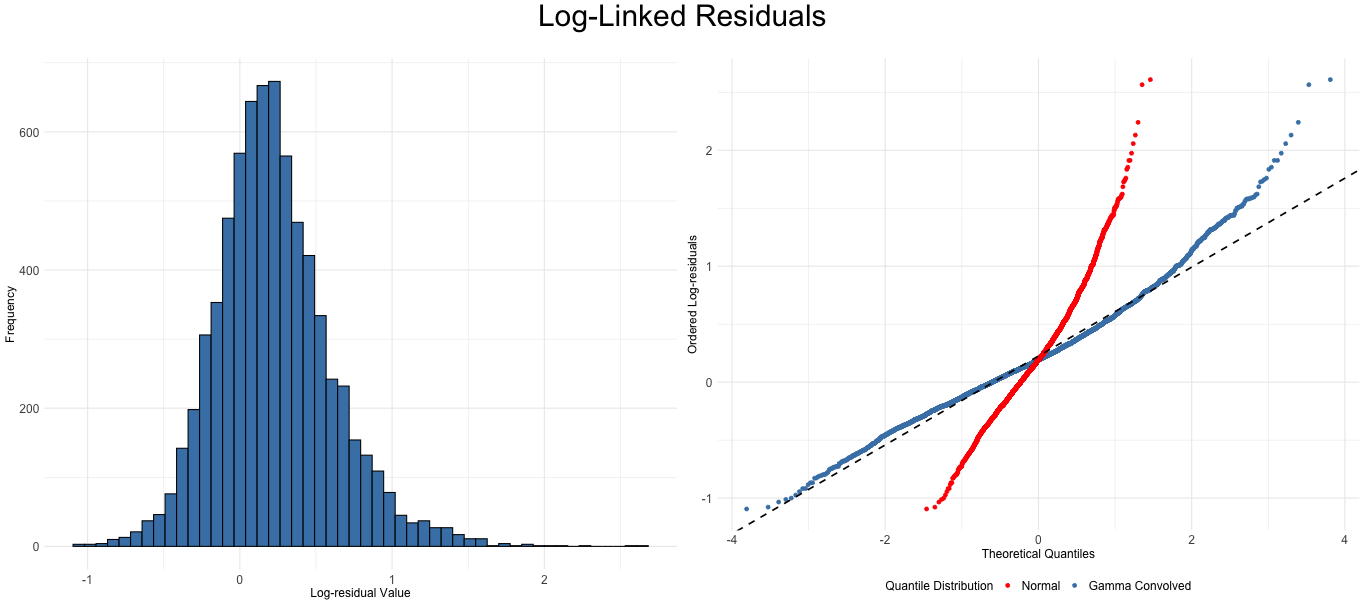 Log-Linked Residuals
Frequency
600
400
200
0
-1
0
1
2
Log-residual Value
Ordered Log-residuals
2
1
0
-1
-4
-2
0
2
4
Theoretical Quantiles
Quantile Distribution Normal Gamma Convolved